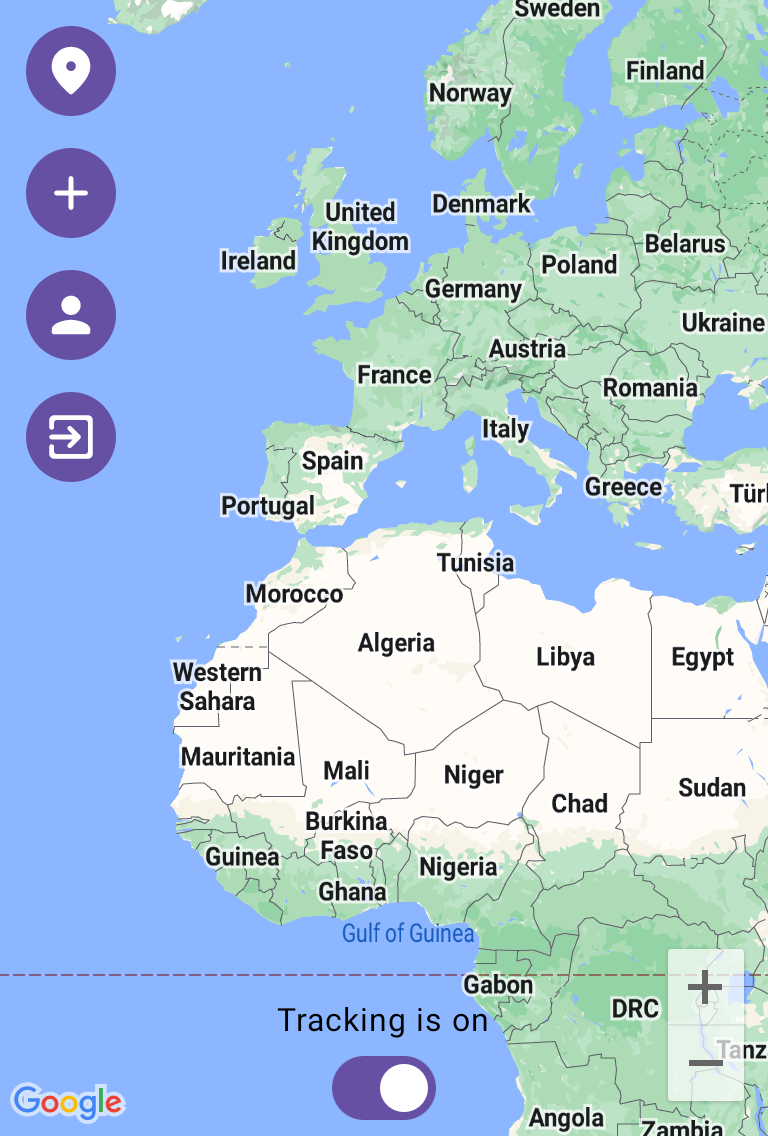 Sweden
Finland
Norway
Denmark
United
Kingdom
Ireland
Belarus
Poland
Germany
Ukraine
Austria
France
Romania
Italy
Spain
Greece
Türl
Portugal
Tunisia
Morocco
Algeria
Libya
Egypt
Western
Sahara
Mauritania
Mali
Niger
Chad
Sudan
Burkina
Faso
Guinea
Nigeria
Ghana
Gulf of Guinea
Gabon
DRC
Tracking is on
Tanz
Google
Angola
Zambia